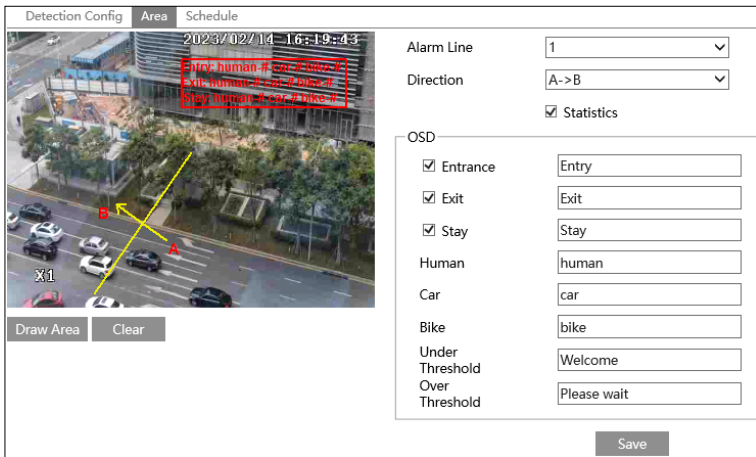 Detection Config Area Schedule
2023/02/14 16:19:43
Entry: human-# car-# bike-#
Exit: human-# car-# bike-#
Stay human-# car-# bike-#
B
A
X1
Draw Area Clear
Alarm Line 1
Direction A->B
Statistics
OSD
Entrance Entry
Exit Exit
Stay Stay
Human human
Car car
Bike bike
Under Threshold Welcome
Over Threshold Please wait
Save